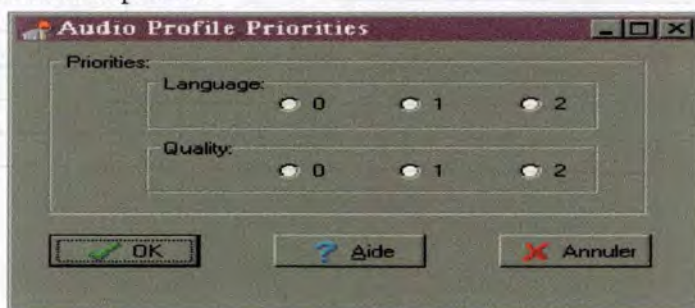 Audio Profile Priorities
Priorities:
Language:
0 1 2
Quality:
0 1 2
OK Aide Annuler